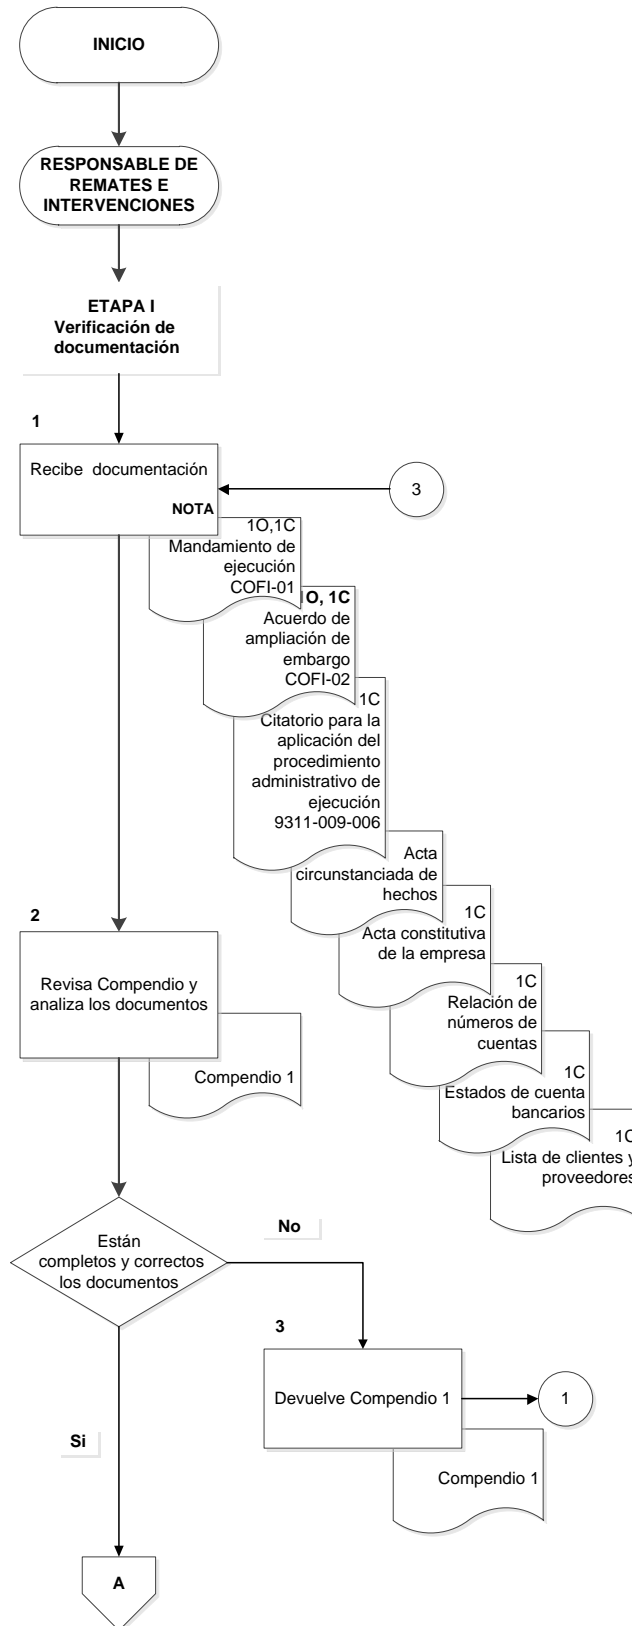 INICIO
RESPONSABLE DE
REMATES E
INTERVENCIONES
ETAPA I
Verificación de
documentación
1
Recibe documentación
NOTA
3
1O,1C
Mandamiento de
ejecución
COFI-01
1O, 1C
Acuerdo de
ampliación de
embargo
COFI-02
1C
Citatorio para la
aplicación del
procedimiento
administrativo de
ejecución
9311-009-006
Acta
circunstanciada de
hechos
1C
Acta constitutiva
de la empresa
1C
Relación de
números de
cuentas
1C
Estados de cuenta
bancarios
1C
Lista de clientes y
proveedores
2
Revisa Compendio y
analiza los documentos
Compendio 1
Están
completos y correctos
los documentos
No
3
Devuelve Compendio 1
1
Compendio 1
Si
A